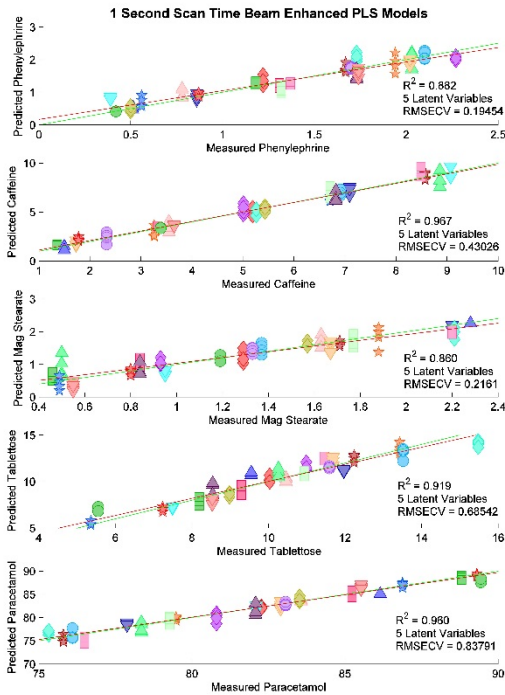 1 Second Scan Time Beam Enhanced PLS Models
Predicted Phenylephrine
3
2
1
0
R² = 0.882
5 Latent Variables
RMSECV = 0.19454
0 0.5 1 1.5 2 2.5
Measured Phenylephrine
Predicted Caffeine
10
5
0
R² = 0.967
5 Latent Variables
RMSECV = 0.43026
1 2 3 4 5 6 7 8 9 10
Measured Caffeine
Predicted Mag Stearate
3
2
1
0
R² = 0.860
5 Latent Variables
RMSECV = 0.2161
0.4 0.6 0.8 1 1.2 1.4 1.6 1.8 2 2.2 2.4
Measured Mag Stearate
Predicted Tablettose
15
10
5
R² = 0.919
5 Latent Variables
RMSECV = 0.68542
4 6 8 10 12 14 16
Measured Tablettose
Predicted Paracetamol
90
85
80
75
70
R² = 0.960
5 Latent Variables
RMSECV = 0.83791
75 80 85 90
Measured Paracetamol